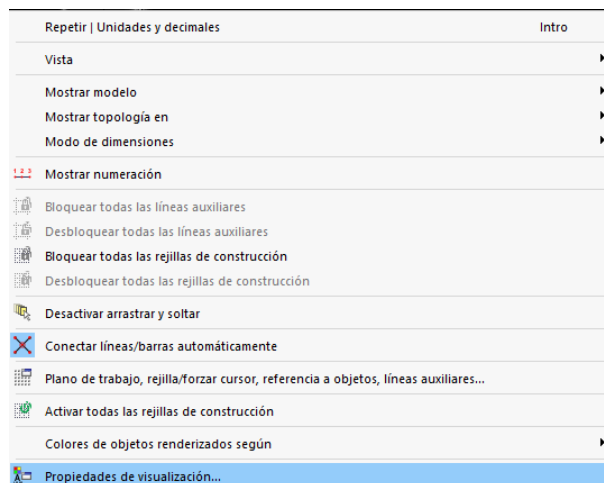 Repetir | Unidades y decimales Intro
Vista
Mostrar modelo
Mostrar topología en
Modo de dimensiones
1 2 3 Mostrar numeración
Bloquear todas las líneas auxiliares
Desbloquear todas las líneas auxiliares
Bloquear todas las rejillas de construcción
Desbloquear todas las rejillas de construcción
Desactivar arrastrar y soltar
Conectar líneas/barras automáticamente
Plano de trabajo, rejilla/forzar cursor, referencia a objetos, líneas auxiliares...
Activar todas las rejillas de construcción
Colores de objetos renderizados según
Propiedades de visualización...